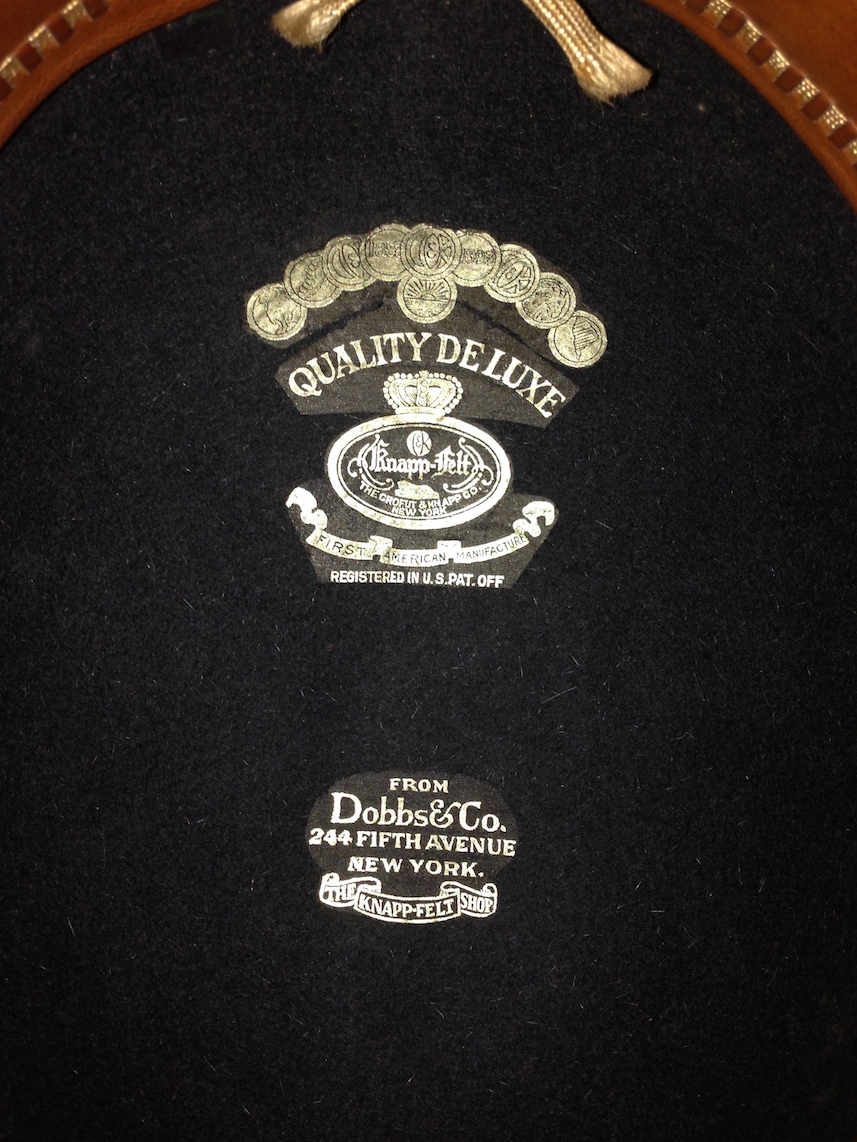 QUALITY DE LUXE
Knapp-Felt
THE CROFUT & KNAPP CO.
NEW YORK
FIRST AMERICAN MANUFACTURE
REGISTERED IN U.S. PAT. OFF
FROM
Dobbs & Co.
244 FIFTH AVENUE
NEW YORK.
THE KNAPP-FELT SHOP